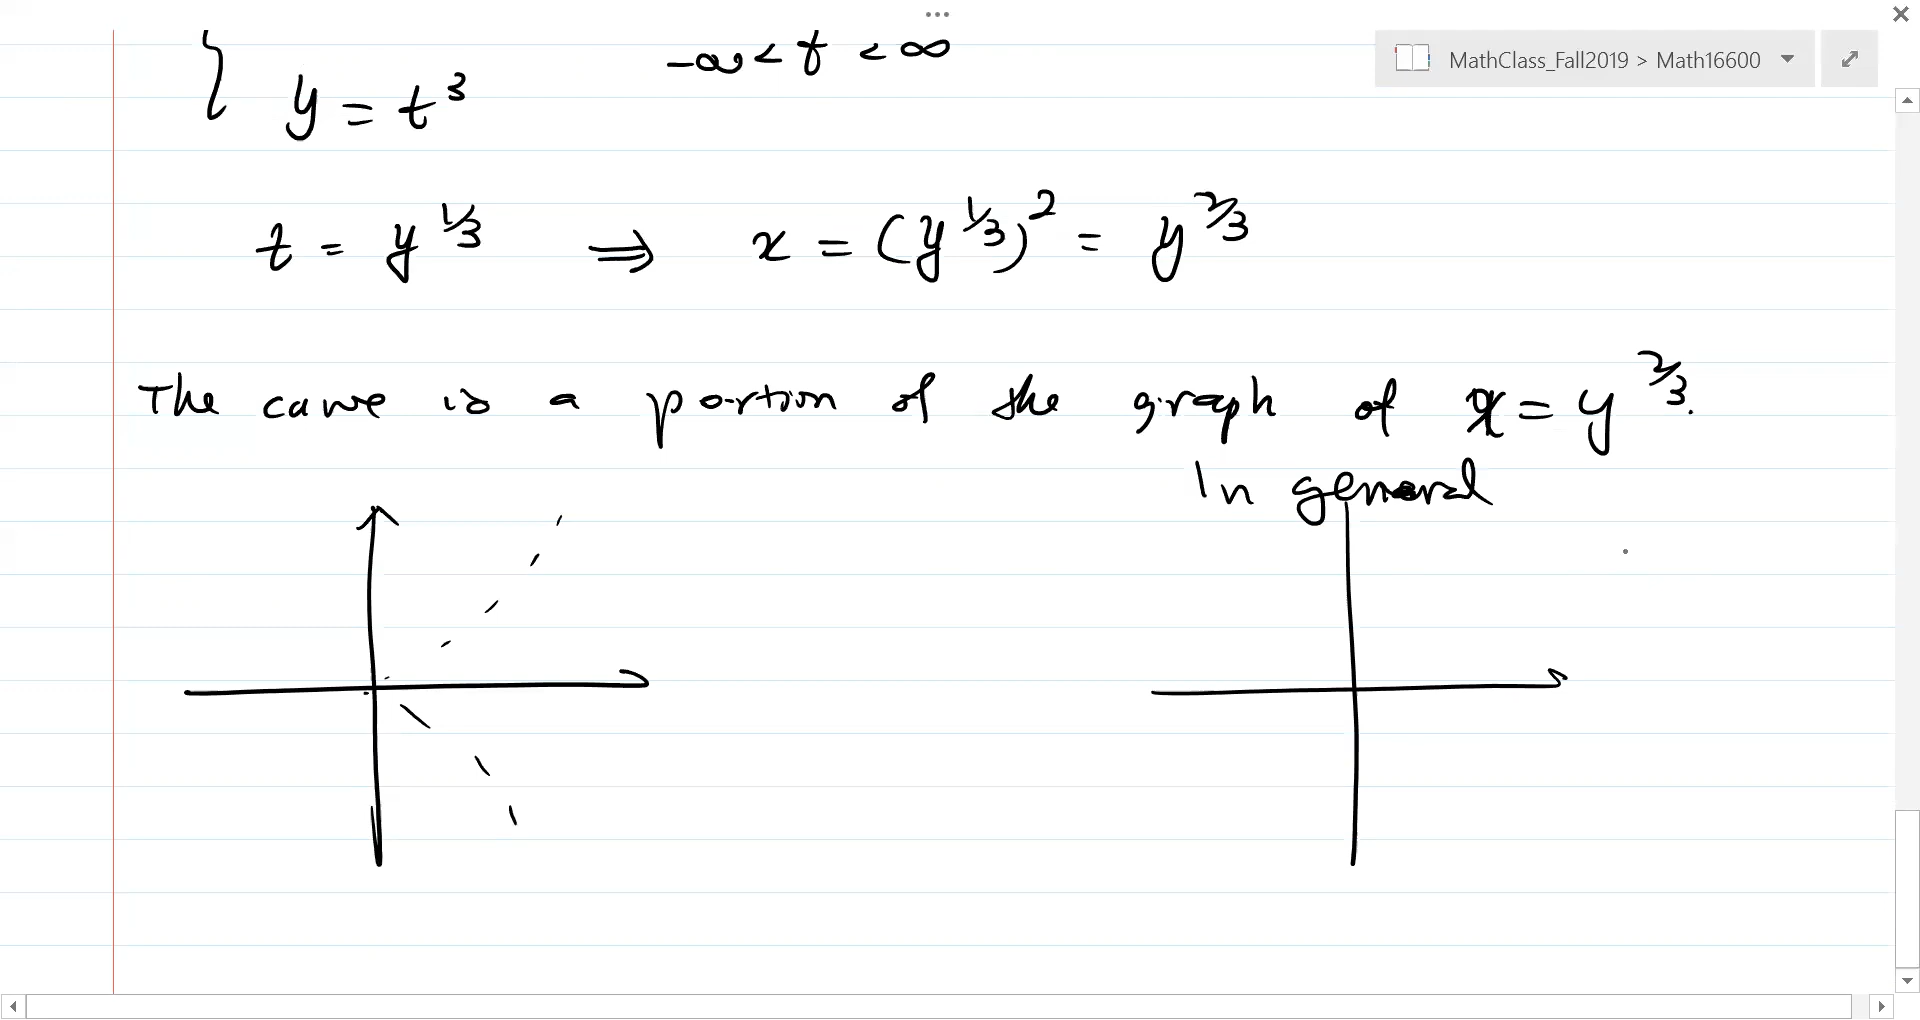 -∞ < t < ∞
MathClass_Fall2019 > Math16600
y = t³
t = y^{1/3} ⇒ x = (y^{1/3})² = y^{2/3}
The curve is a portion of the graph of x = y^{2/3}.
In general